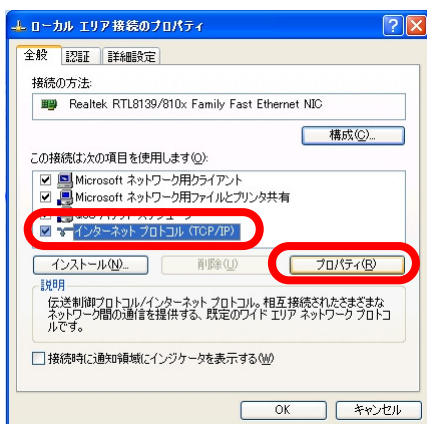 ローカル エリア接続のプロパティ
全般 認証 詳細設定
接続の方法:
Realtek RTL8139/810x Family Fast Ethernet NIC
構成(C)...
この接続は次の項目を使用します(O):
Microsoft ネットワーク用クライアント
Microsoft ネットワーク用ファイルとプリンタ共有
インターネット プロトコル (TCP/IP)
インストール(N)... 削除(U) プロパティ(R)
説明
伝送制御プロトコル/インターネット プロトコル。相互接続されたさまざまな
ネットワーク間の通信を提供する、既定のワイド エリア ネットワーク プロトコ
ルです。
接続時に通知領域にインジケータを表示する(W)
OK キャンセル